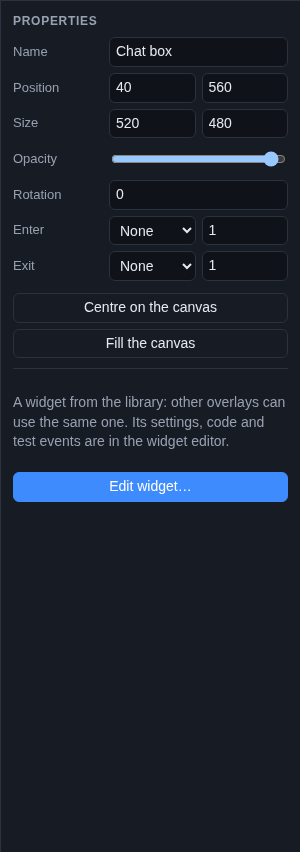 PROPERTIES
Name Chat box
Position 40 560
Size 520 480
Opacity
Rotation 0
Enter None 1
Exit None 1
Centre on the canvas
Fill the canvas
A widget from the library: other overlays can
use the same one. Its settings, code and
test events are in the widget editor.
Edit widget…